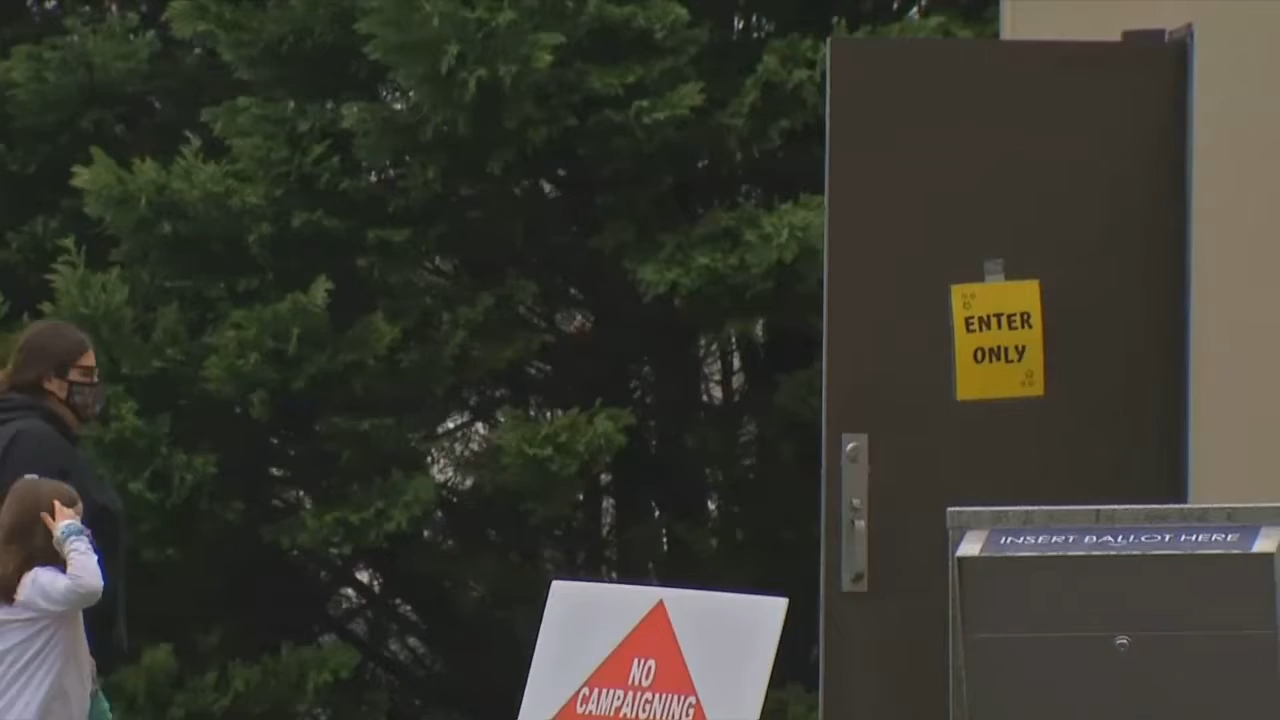 ENTER
ONLY
INSERT BALLOT HERE
NO
CAMPAIGNING